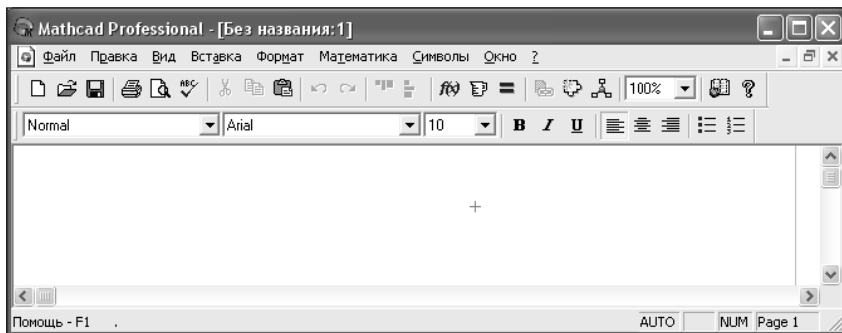 Mathcad Professional - [Без названия:1]
Файл Правка Вид Вставка Формат Математика Символы Окно ?
ABC f(x) = 100% ?
Normal Arial 10 B I U
Помощь - F1 . AUTO NUM Page 1